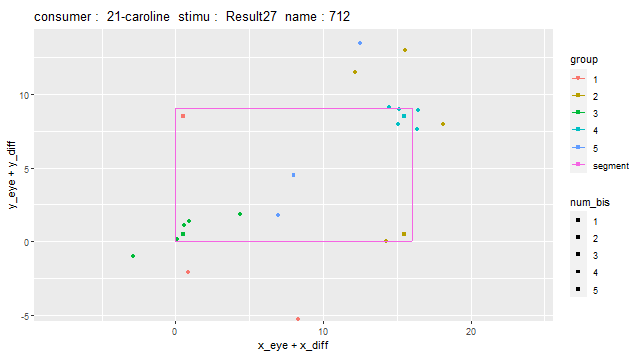 consumer :  21-caroline  stimu :  Result27  name : 712
y_eye + y_diff
10
5
0
-5
0
10
20
x_eye + x_diff
group
1
2
3
4
5
segment
num_bis
1
2
3
4
5